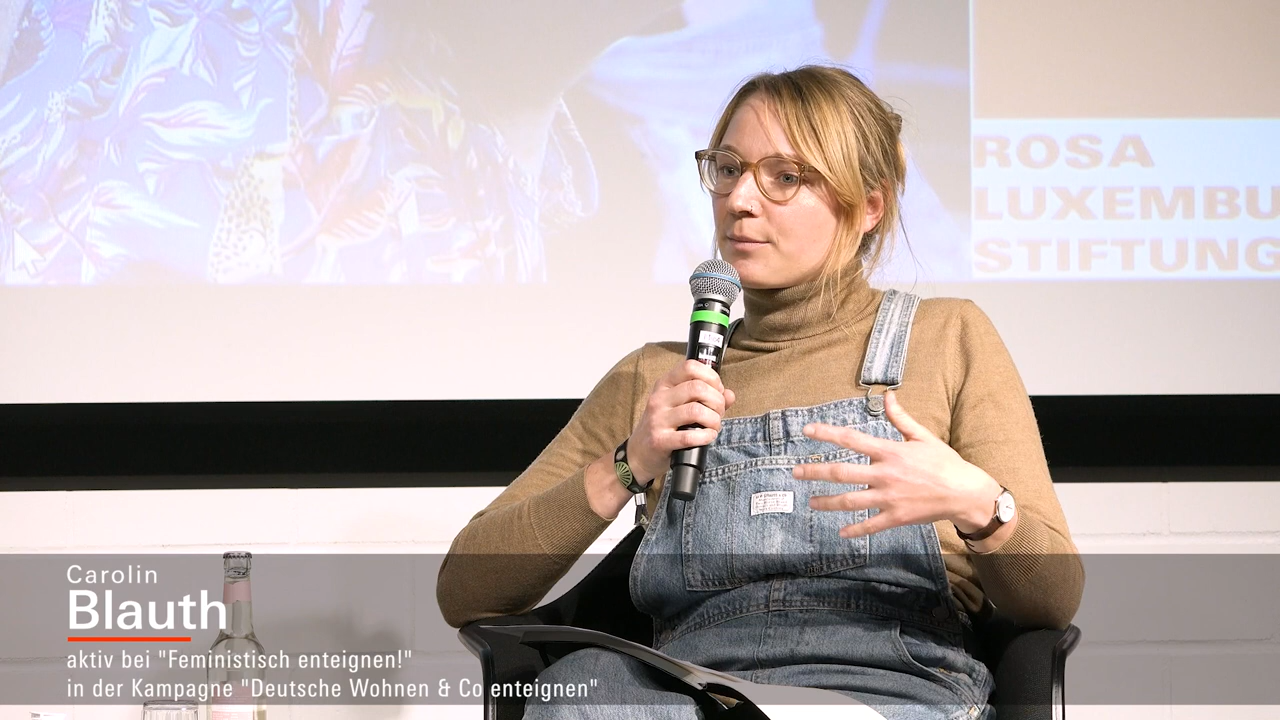 ROSA
LUXEMBU
STIFTUNG
Carolin
Blauth
aktiv bei "Feministisch enteignen!"
in der Kampagne "Deutsche Wohnen & Co enteignen"